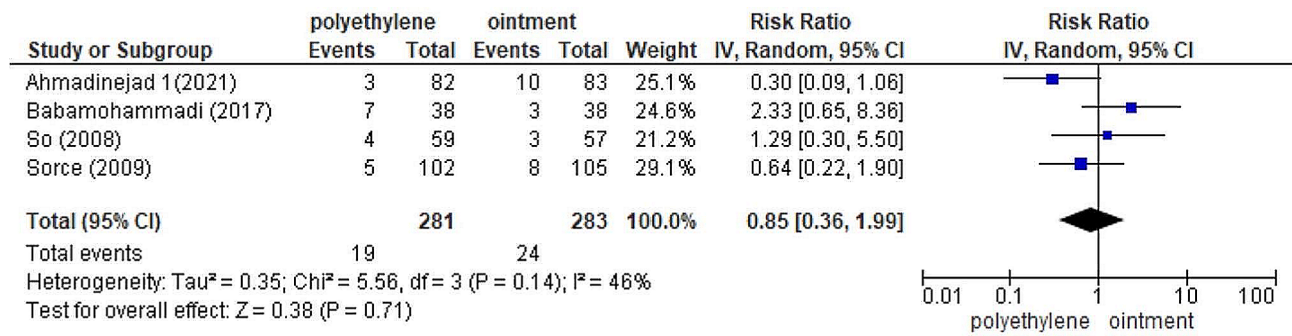 polyethylene ointment Risk Ratio Risk Ratio
Study or Subgroup Events Total Events Total Weight IV, Random, 95% CI IV, Random, 95% CI
Ahmadinejad 1(2021) 3 82 10 83 25.1% 0.30 [0.09, 1.06]
Babamohammadi (2017) 7 38 3 38 24.6% 2.33 [0.65, 8.36]
So (2008) 4 59 3 57 21.2% 1.29 [0.30, 5.50]
Sorce (2009) 5 102 8 105 29.1% 0.64 [0.22, 1.90]
Total (95% CI) 281 283 100.0% 0.85 [0.36, 1.99]
Total events 19 24
Heterogeneity: Tau² = 0.35; Chi² = 5.56, df = 3 (P = 0.14); I² = 46%
Test for overall effect: Z = 0.38 (P = 0.71)
0.01 0.1 1 10 100
polyethylene ointment